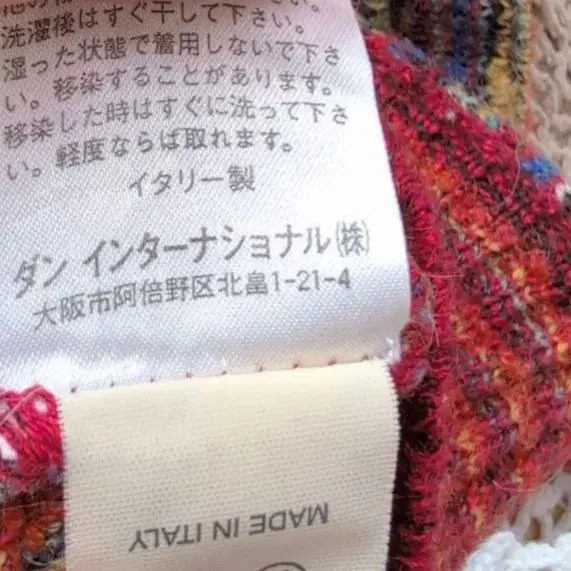 洗濯後はすぐ干して下さい。
湿った状態で着用しないで下さ
い。移染することがあります。
移染した時はすぐに洗って下さ
い。軽度ならば取れます。
イタリー製
ダン インターナショナル㈱
大阪市阿倍野区北畠1-21-4
MADE IN ITALY